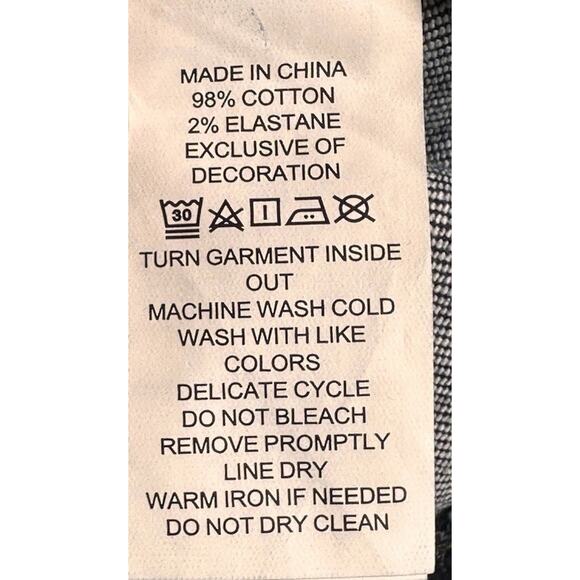 MADE IN CHINA
98% COTTON
2% ELASTANE
EXCLUSIVE OF
DECORATION
30
TURN GARMENT INSIDE
OUT
MACHINE WASH COLD
WASH WITH LIKE
COLORS
DELICATE CYCLE
DO NOT BLEACH
REMOVE PROMPTLY
LINE DRY
WARM IRON IF NEEDED
DO NOT DRY CLEAN